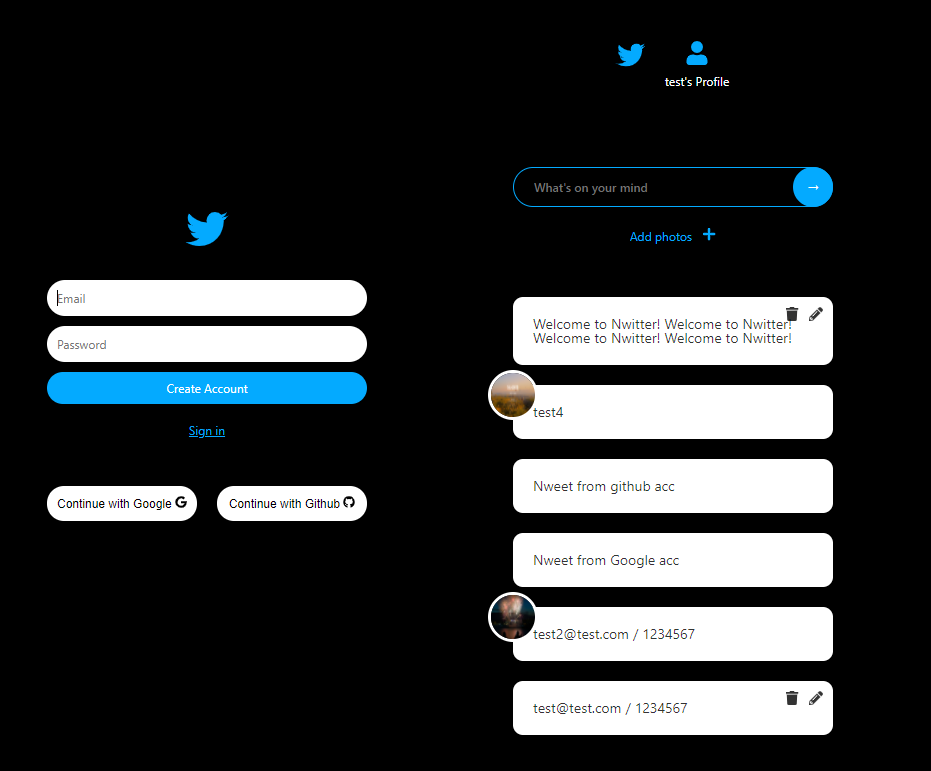 Email
Password
Create Account
Sign in
Continue with Google
Continue with Github
test's Profile
What's on your mind
→
Add photos +
Welcome to Nwitter! Welcome to Nwitter!
Welcome to Nwitter! Welcome to Nwitter!
test4
Nweet from github acc
Nweet from Google acc
test2@test.com / 1234567
test@test.com / 1234567